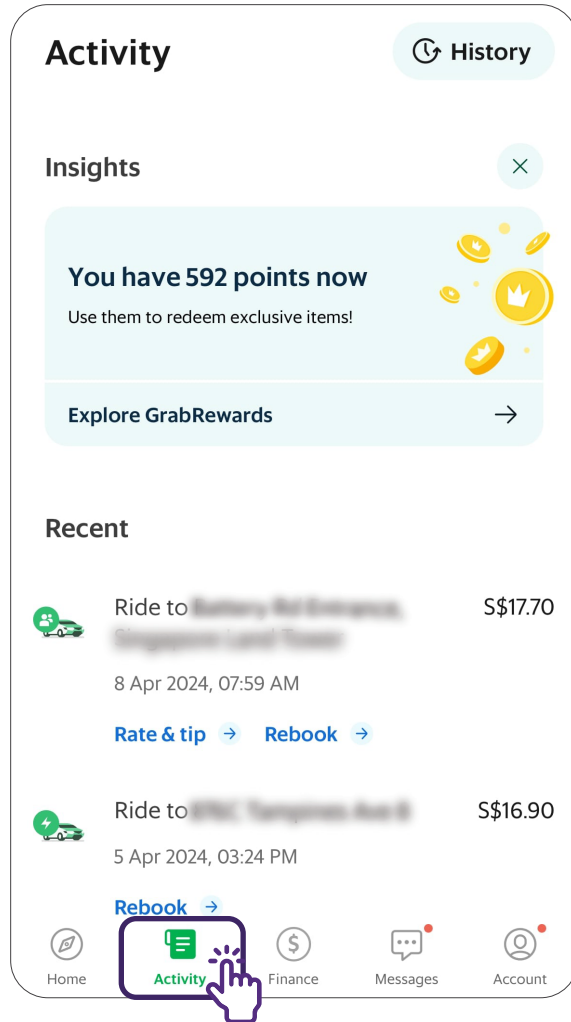 Activity
History
Insights
You have 592 points now
Use them to redeem exclusive items!
Explore GrabRewards
Recent
Ride to
S$17.70
8 Apr 2024, 07:59 AM
Rate & tip
Rebook
Ride to
S$16.90
5 Apr 2024, 03:24 PM
Rebook
Home
Activity
Finance
Messages
Account